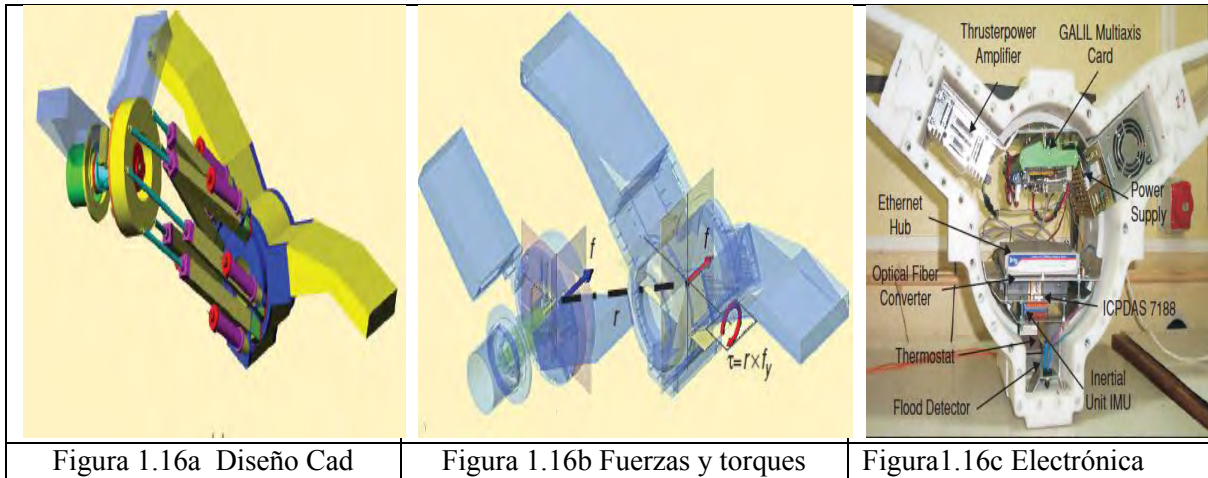 f
f
r
τ=r×fy
Thrusterpower
Amplifier
GALIL Multiaxis
Card
Power
Supply
Ethernet
Hub
Optical Fiber
Converter
ICPDAS 7188
Thermostat
Inertial
Unit IMU
Flood Detector
Figura 1.16a Diseño Cad
Figura 1.16b Fuerzas y torques
Figura1.16c Electrónica